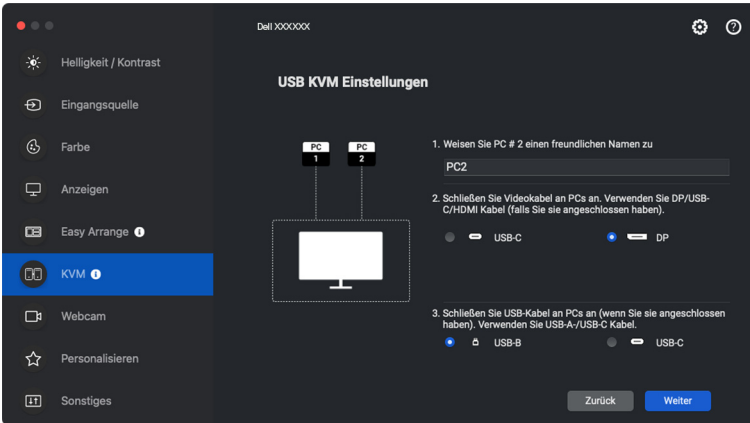 Dell XXXXXX
Helligkeit / Kontrast
Eingangsquelle
Farbe
Anzeigen
Easy Arrange
KVM
Webcam
Personalisieren
Sonstiges
USB KVM Einstellungen
PC
1
PC
2
1. Weisen Sie PC # 2 einen freundlichen Namen zu
PC2
2. Schließen Sie Videokabel an PCs an. Verwenden Sie DP/USB-
C/HDMI Kabel (falls Sie sie angeschlossen haben).
USB-C
DP
3. Schließen Sie USB-Kabel an PCs an (wenn Sie sie angeschlossen
haben). Verwenden Sie USB-A-/USB-C Kabel.
USB-B
USB-C
Zurück
Weiter